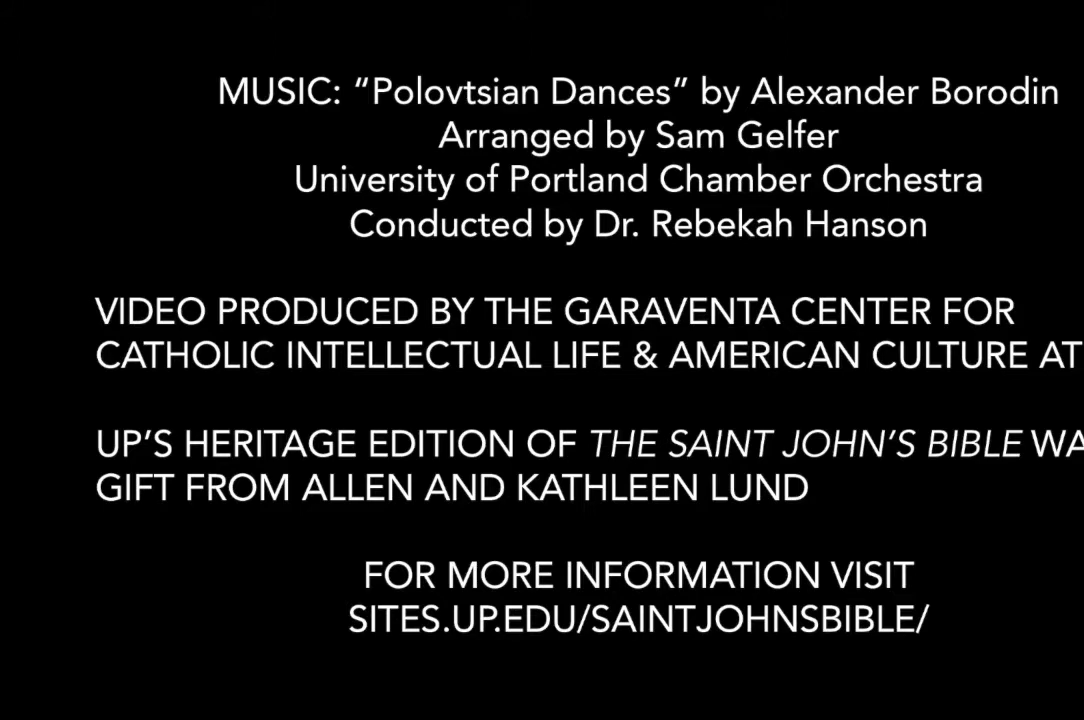 MUSIC: “Polovtsian Dances” by Alexander Borodin
Arranged by Sam Gelfer
University of Portland Chamber Orchestra
Conducted by Dr. Rebekah Hanson
VIDEO PRODUCED BY THE GARAVENTA CENTER FOR
CATHOLIC INTELLECTUAL LIFE & AMERICAN CULTURE AT
UP’S HERITAGE EDITION OF THE SAINT JOHN’S BIBLE
GIFT FROM ALLEN AND KATHLEEN LUND
FOR MORE INFORMATION VISIT
SITES.UP.EDU/SAINTJOHNSBIBLE/